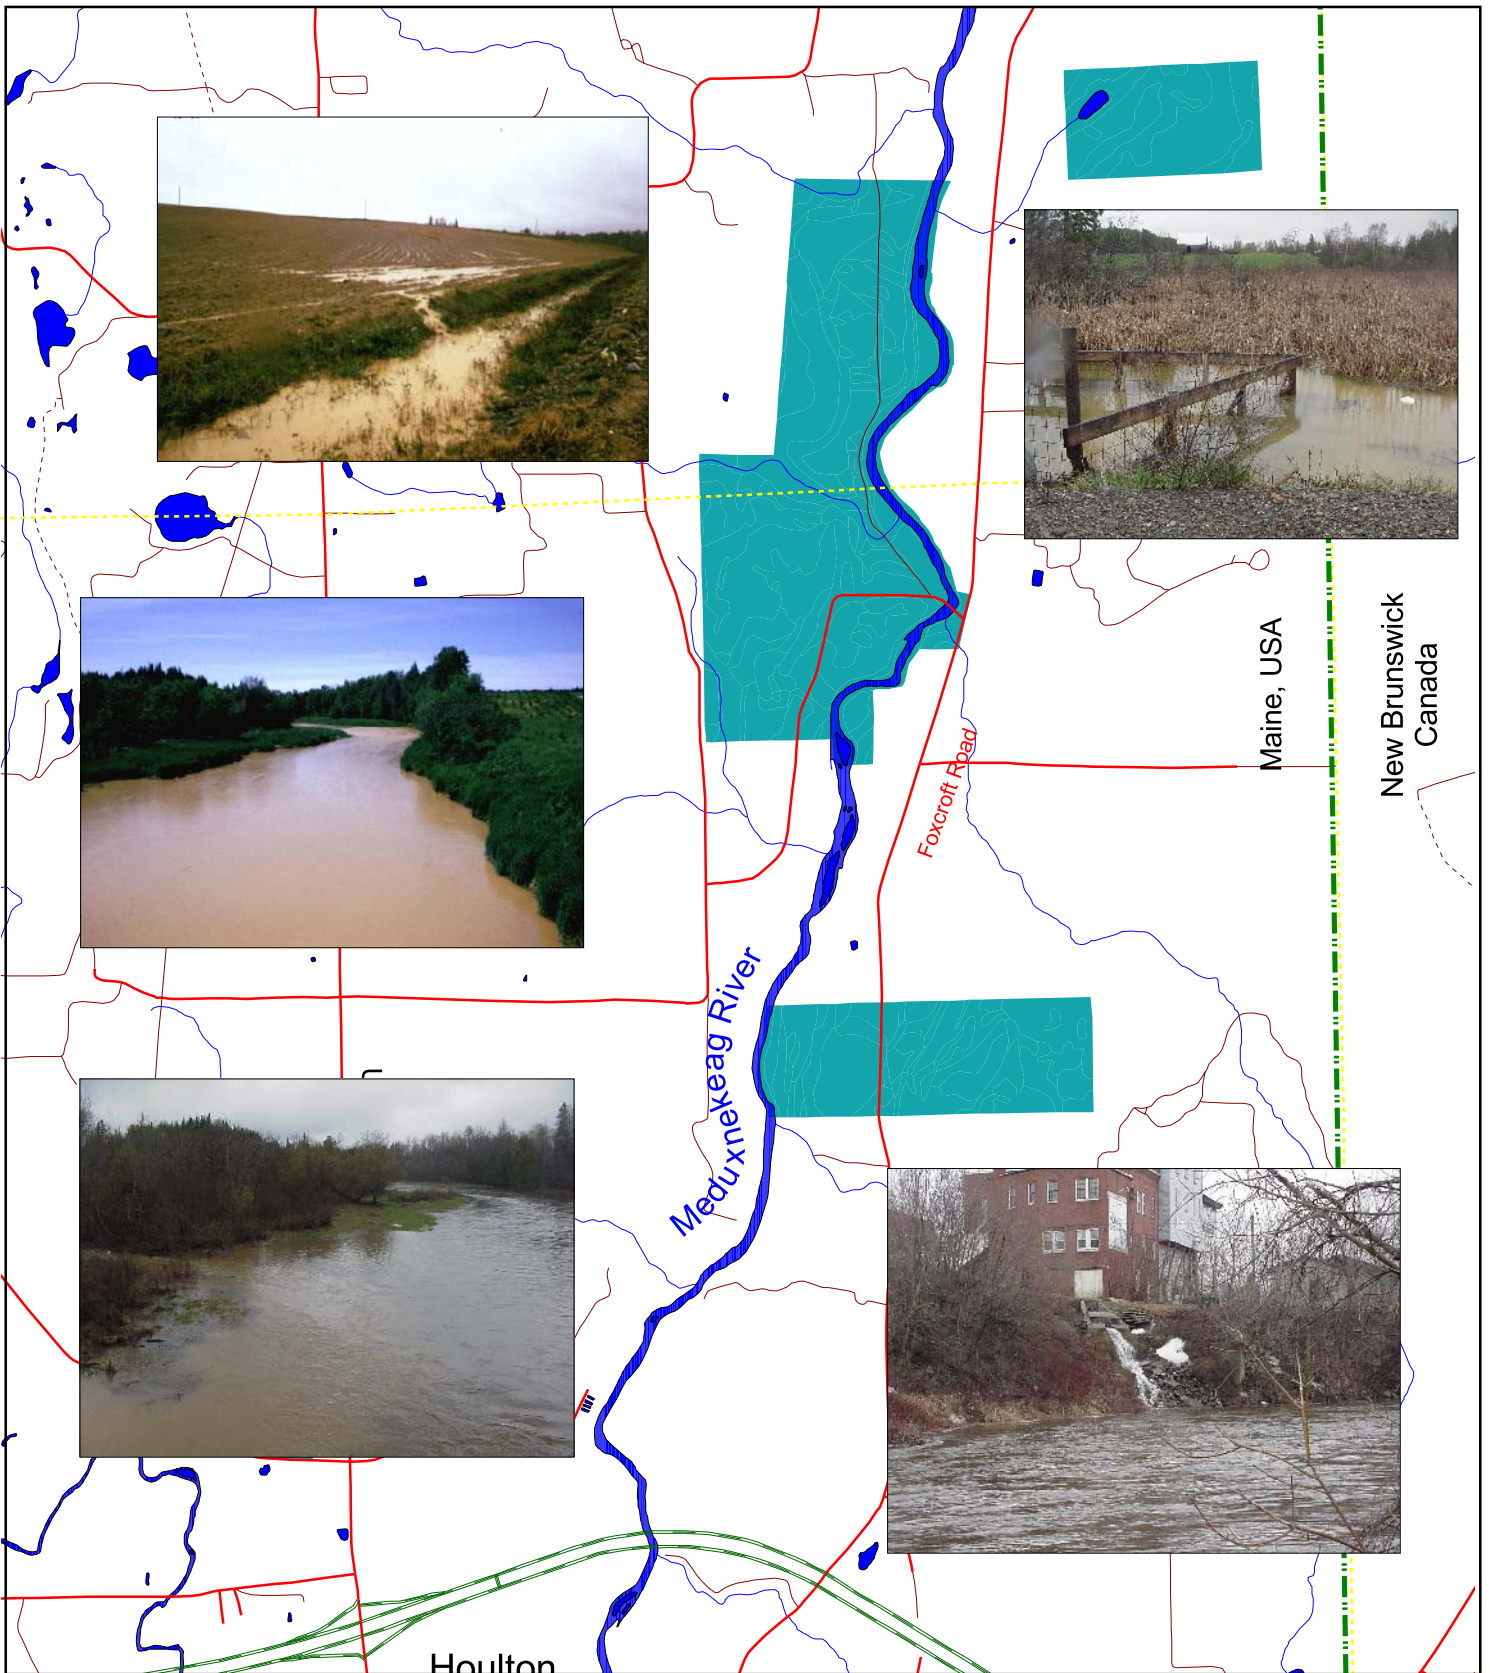 Maine, USA
New Brunswick
Canada
Foxcroft Road
Meduxnekeag River
Houlton